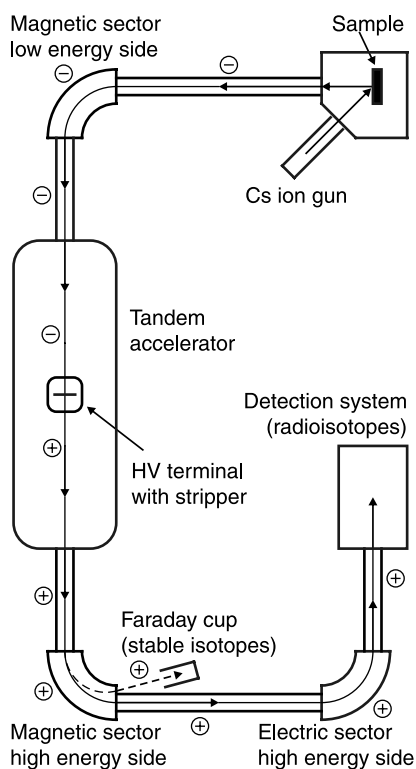 Magnetic sector
low energy side
Sample
Cs ion gun
Tandem
accelerator
HV terminal
with stripper
Detection system
(radioisotopes)
Faraday cup
(stable isotopes)
Magnetic sector
high energy side
Electric sector
high energy side